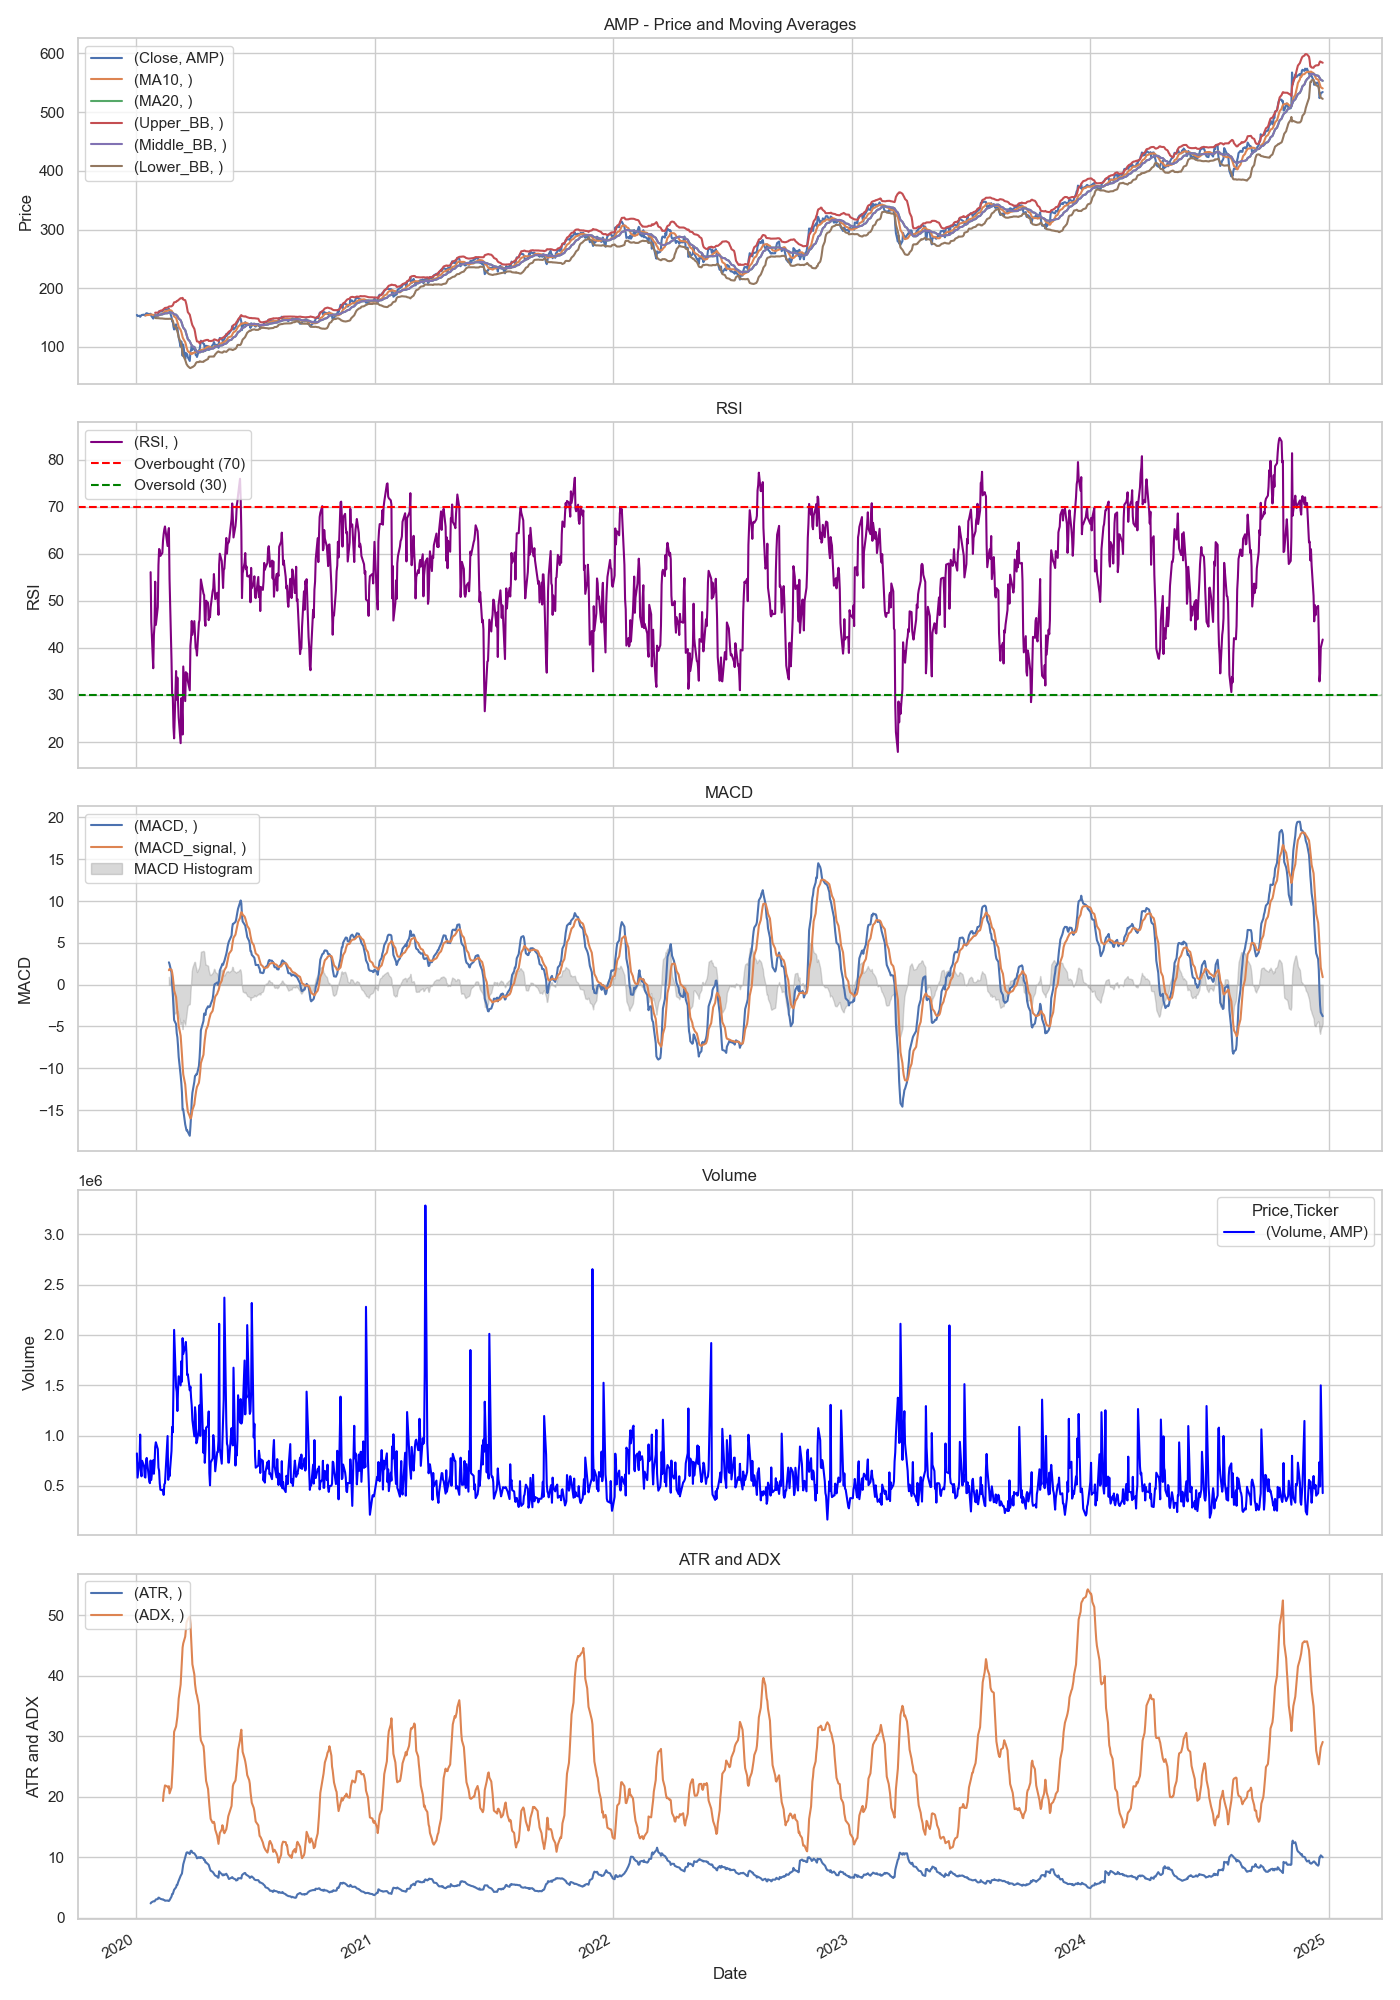 AMP - Price and Moving Averages
600
500
400
300
200
100
Price
(Close, AMP)
(MA10, )
(MA20, )
(Upper_BB, )
(Middle_BB, )
(Lower_BB, )
RSI
80
70
60
50
40
30
20
RSI
(RSI, )
Overbought (70)
Oversold (30)
MACD
20
15
10
5
0
−5
−10
−15
MACD
(MACD, )
(MACD_signal, )
MACD Histogram
Volume
1e6
3.0
2.5
2.0
1.5
1.0
0.5
Volume
Price,Ticker
(Volume, AMP)
ATR and ADX
50
40
30
20
10
0
ATR and ADX
(ATR, )
(ADX, )
2020
2021
2022
2023
2024
2025
Date